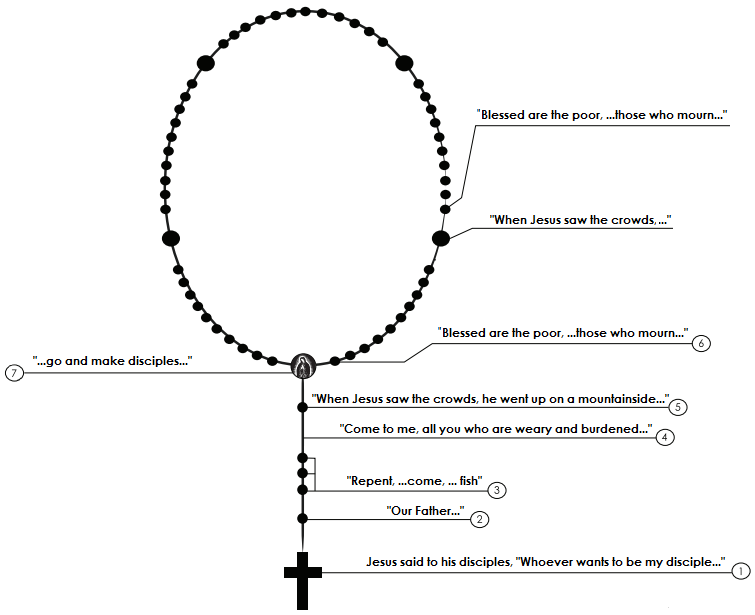 "Blessed are the poor, ...those who mourn..."
"When Jesus saw the crowds, ..."
"Blessed are the poor, ...those who mourn..." 6
7 "...go and make disciples..."
"When Jesus saw the crowds, he went up on a mountainside..." 5
"Come to me, all you who are weary and burdened..." 4
"Repent, ...come, ... fish" 3
"Our Father..." 2
Jesus said to his disciples, "Whoever wants to be my disciple..." 1